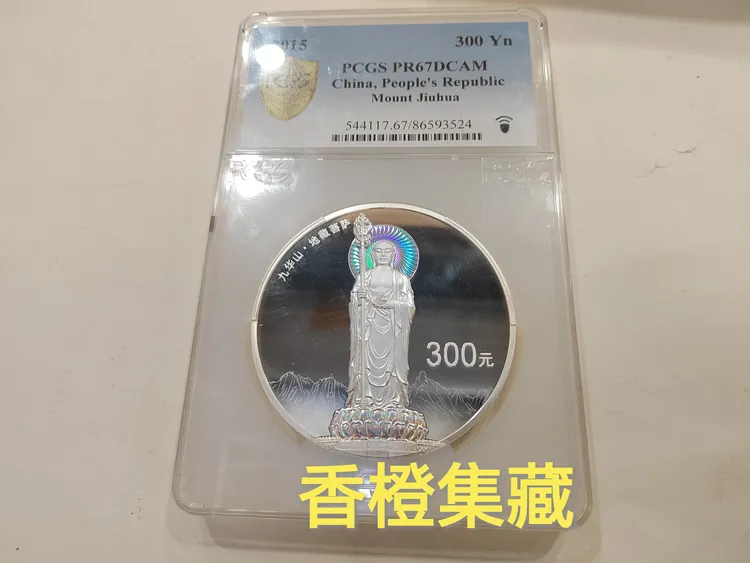 2015 300 Yn
PCGS PR67DCAM
China, People's Republic
Mount Jiuhua
544117.67/86593524
PCGS
九华山·地藏菩萨
300元
香橙集藏